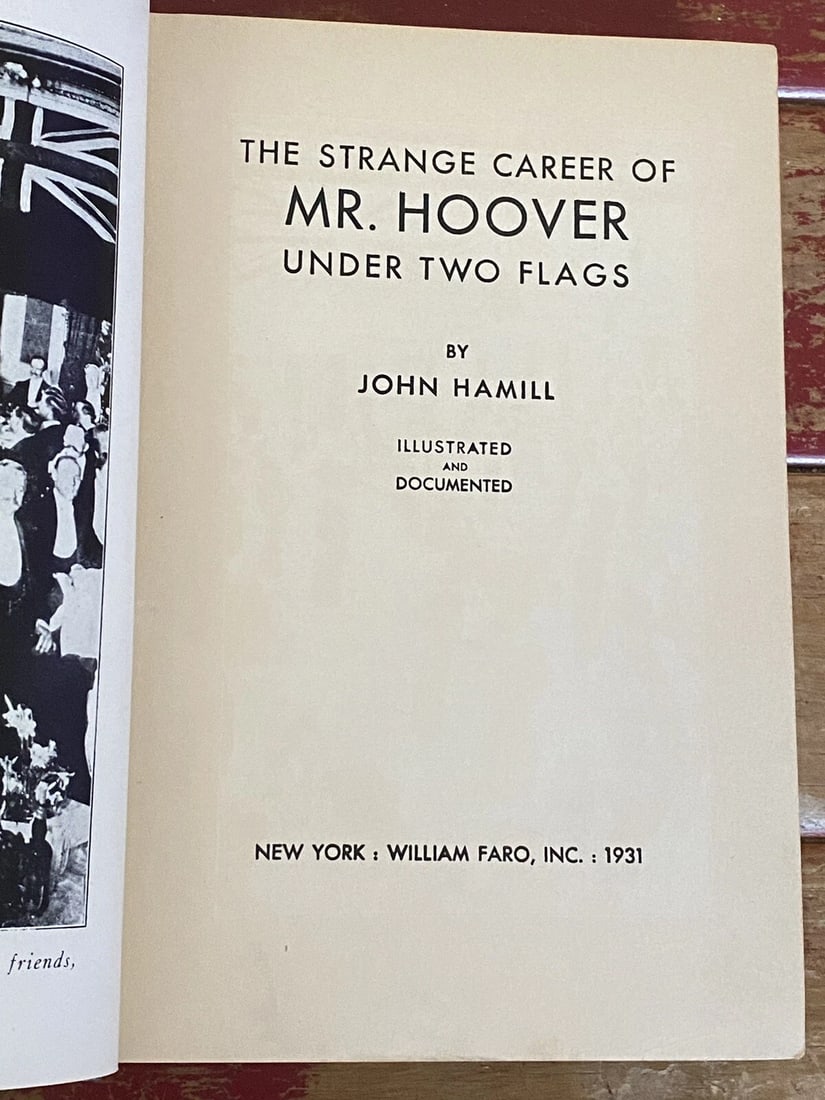 THE STRANGE CAREER OF
MR. HOOVER
UNDER TWO FLAGS
BY
JOHN HAMILL
ILLUSTRATED
AND
DOCUMENTED
NEW YORK : WILLIAM FARO, INC. : 1931
friends,